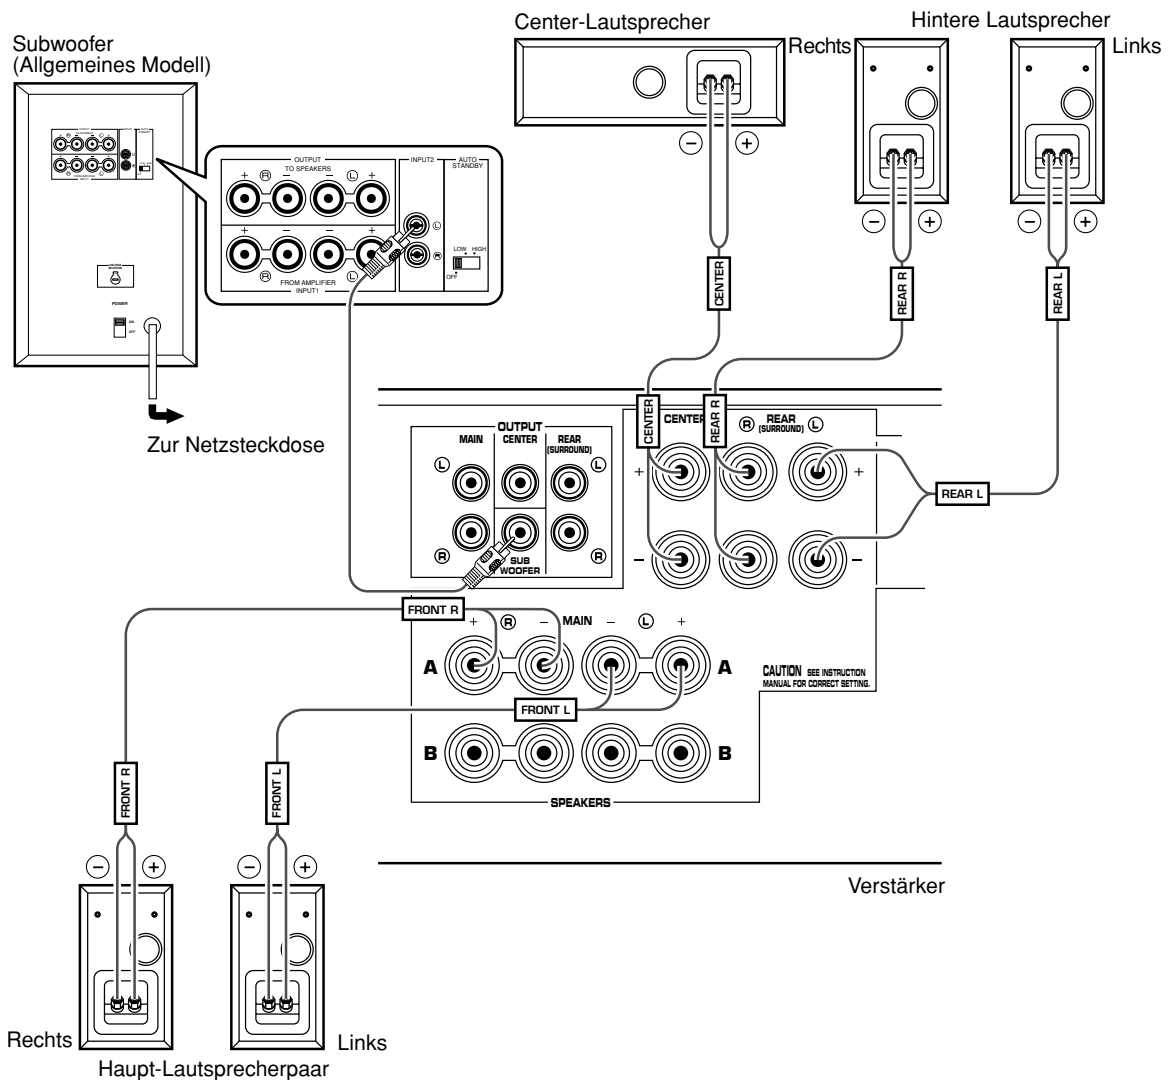 Center-Lautsprecher
Hintere Lautsprecher
Subwoofer
(Allgemeines Modell)
Rechts
Links
OUTPUT
TO SPEAKERS
INPUT2
AUTO
STANDBY
+ R - - L +
L
+ - - +
R
LOW HIGH
OFF
R L
FROM AMPLIFIER
INPUT1
- +
- +
- +
POWER
ON
OFF
CENTER
REAR R
REAR L
Zur Netzsteckdose
OUTPUT
MAIN CENTER REAR
(SURROUND)
L L
R R
SUB
WOOFER
CENTER
REAR R
CENTER
R REAR L
(SURROUND)
+ +
- -
REAR L
FRONT R
+ R - MAIN - L +
A A
FRONT L
B B
SPEAKERS
CAUTION SEE INSTRUCTION
MANUAL FOR CORRECT SETTING.
FRONT R
FRONT L
- +
- +
Verstärker
Rechts
Links
Haupt-Lautsprecherpaar